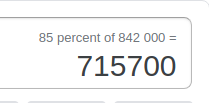 85 percent of 842 000 =
715700